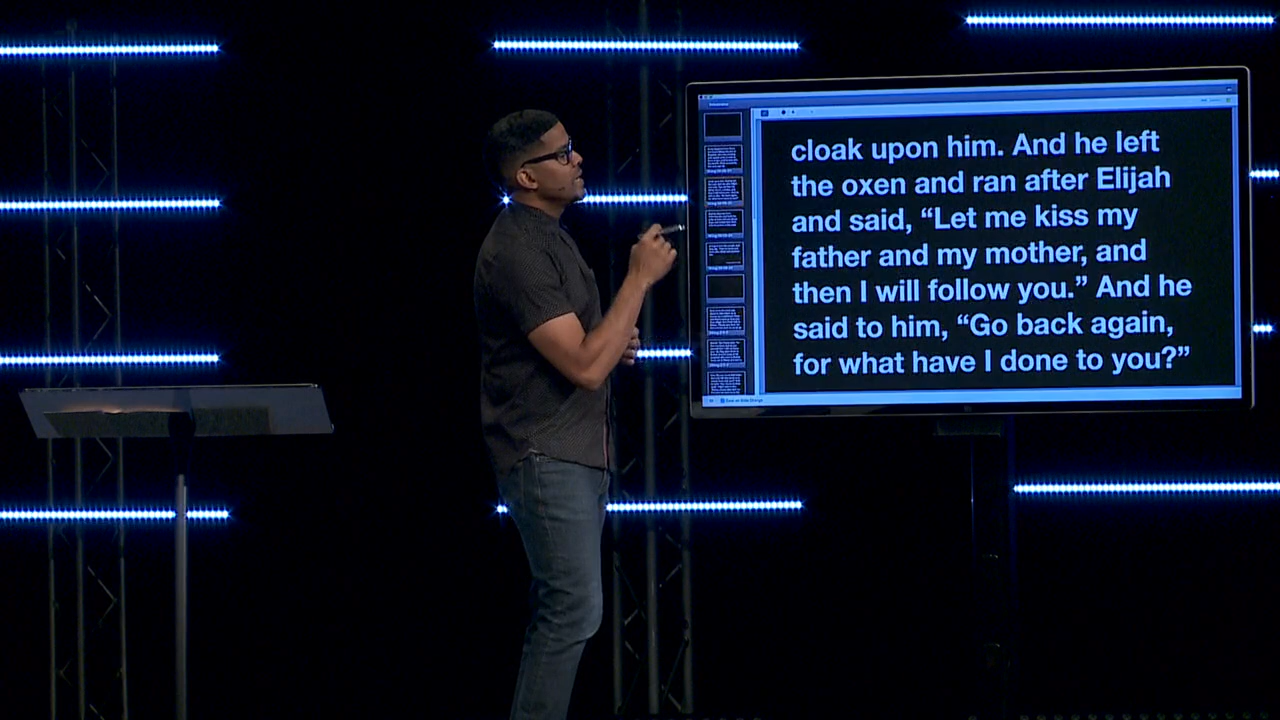 cloak upon him. And he left
the oxen and ran after Elijah
and said, “Let me kiss my
father and my mother, and
then I will follow you.” And he
said to him, “Go back again,
for what have I done to you?”